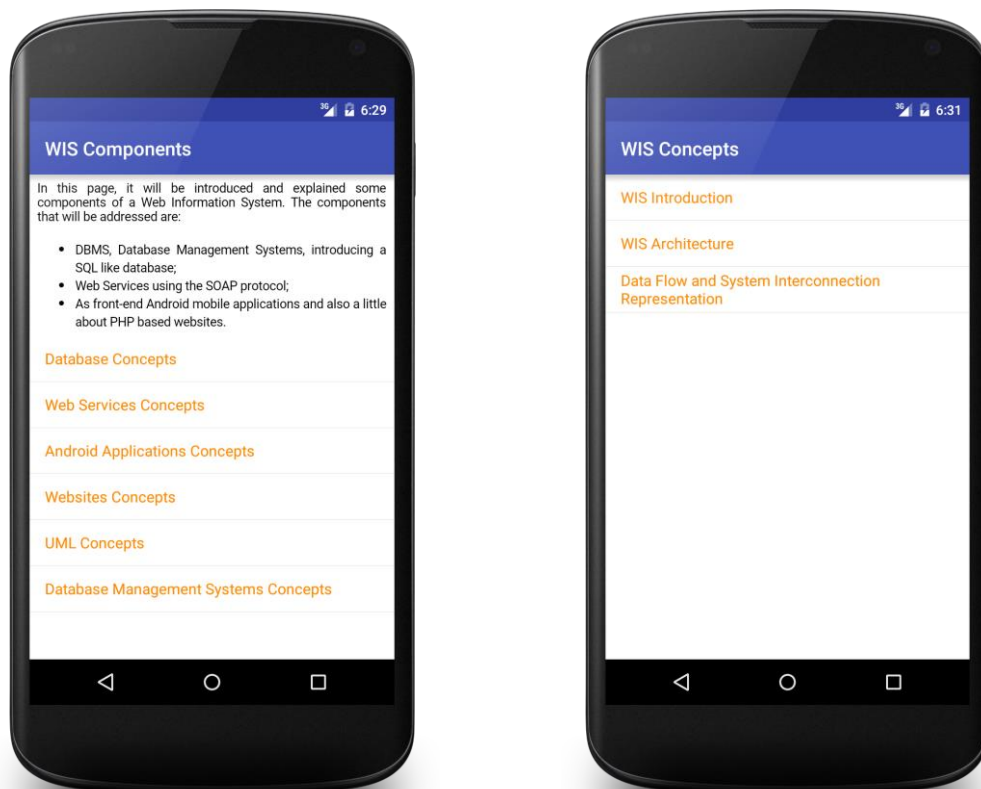 3G 6:29
WIS Components
In this page, it will be introduced and explained some
components of a Web Information System. The components
that will be addressed are:
• DBMS, Database Management Systems, introducing a
SQL like database;
• Web Services using the SOAP protocol;
• As front-end Android mobile applications and also a little
about PHP based websites.
Database Concepts
Web Services Concepts
Android Applications Concepts
Websites Concepts
UML Concepts
Database Management Systems Concepts
3G 6:31
WIS Concepts
WIS Introduction
WIS Architecture
Data Flow and System Interconnection
Representation